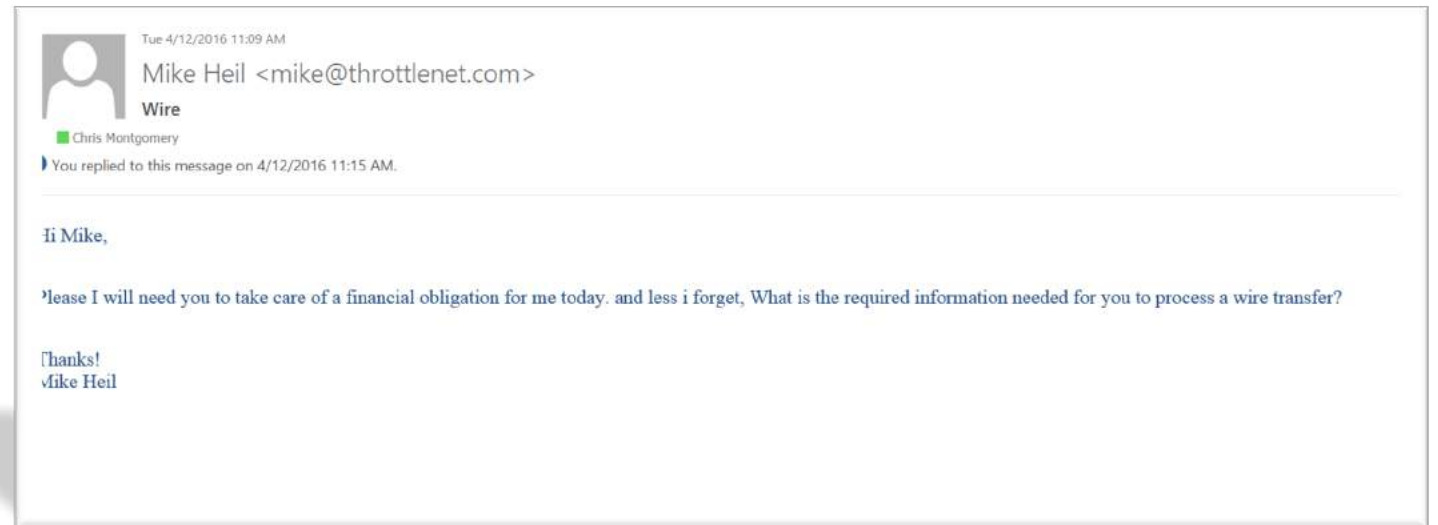 Tue 4/12/2016 11:09 AM
Mike Heil <mike@throttlenet.com>
Wire
Chris Montgomery
You replied to this message on 4/12/2016 11:15 AM.
Hi Mike,
Please I will need you to take care of a financial obligation for me today. and less i forget, What is the required information needed for you to process a wire transfer?
Thanks!
Mike Heil